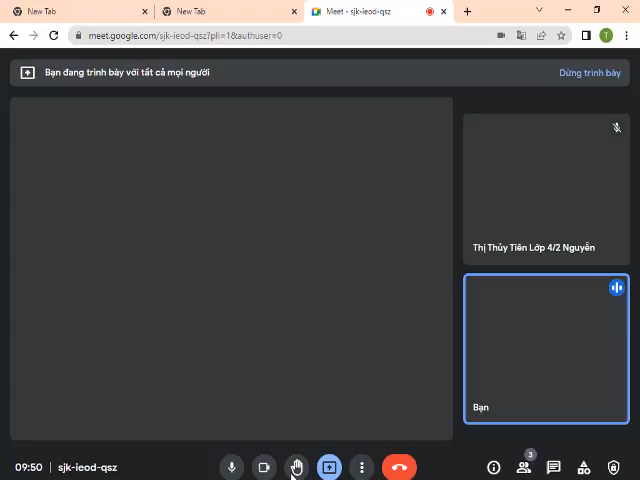 New Tab
New Tab
Meet - sjk-ieod-qsz
meet.google.com/sjk-ieod-qsz?pli=1&authuser=0
T
Bạn đang trình bày với tất cả mọi người
Dừng trình bày
Thị Thủy Tiên Lớp 4/2 Nguyễn
Bạn
3
09:50 | sjk-ieod-qsz